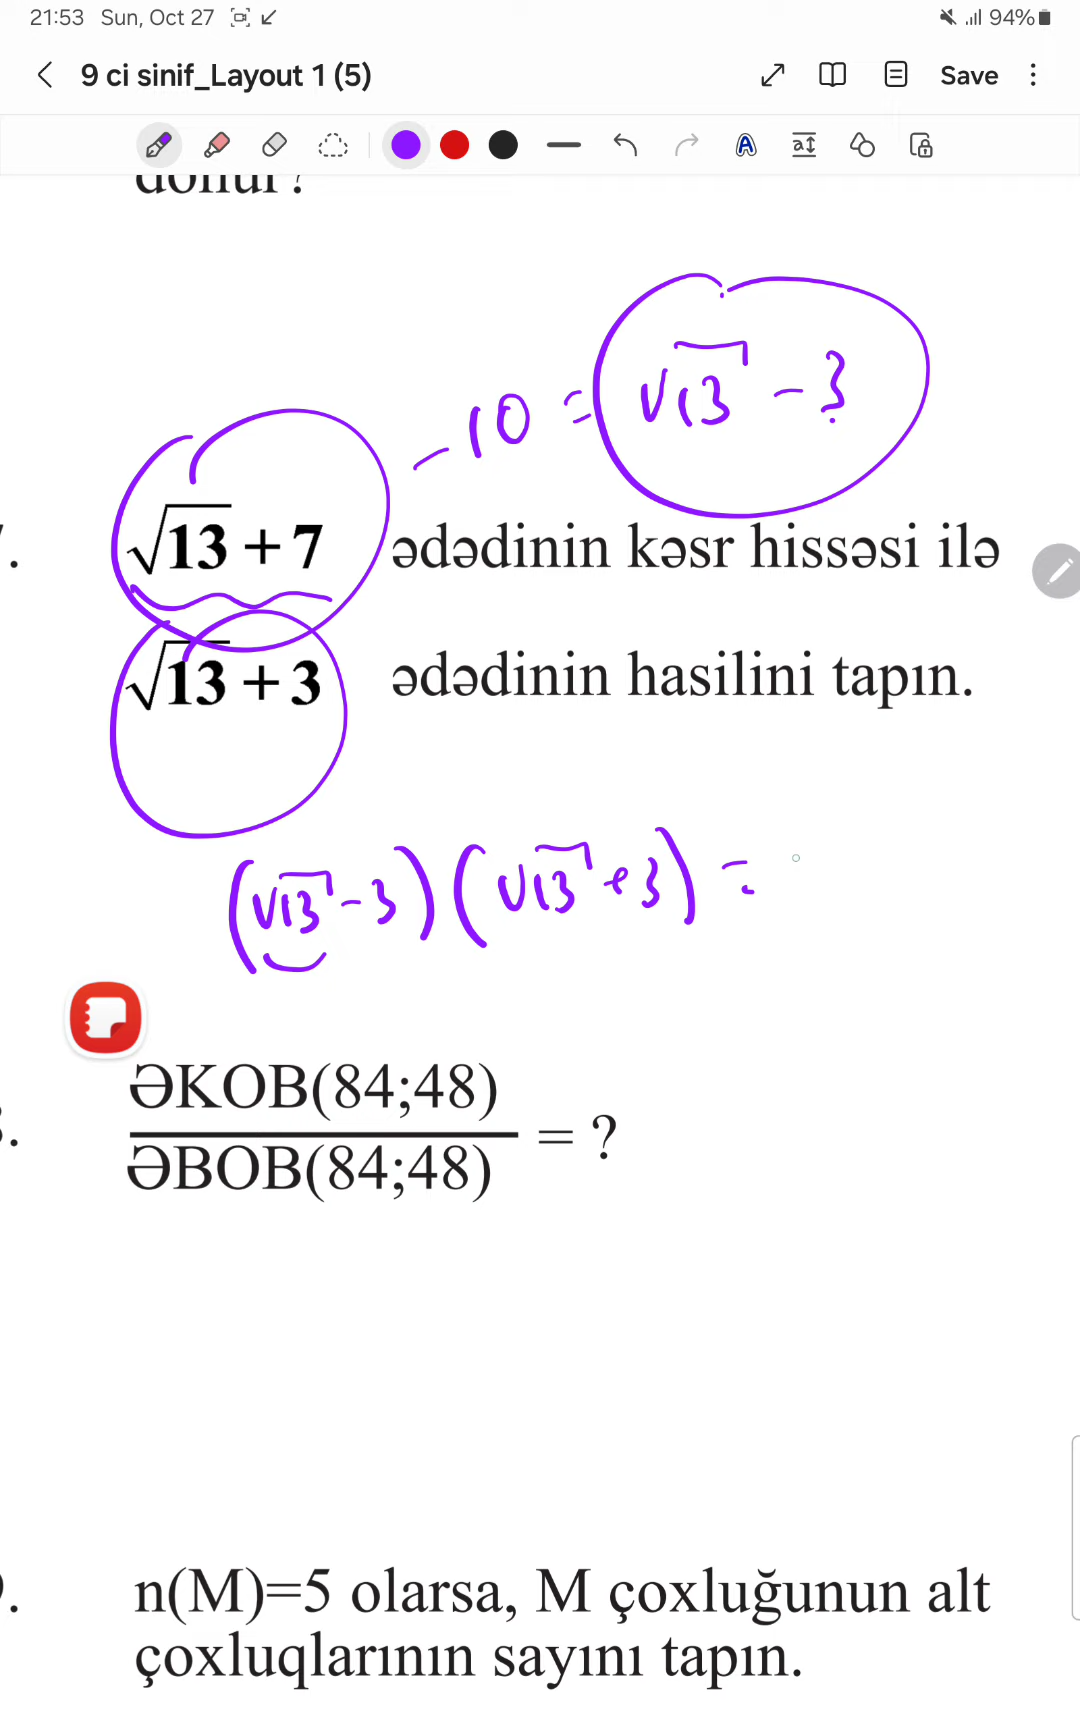 21:53 Sun, Oct 27 94%
9 ci sinif_Layout 1 (5) Save
-10 = √13 - 3
√13 + 7 ədədinin kəsr hissəsi ilə
√13 + 3 ədədinin hasilini tapın.
(√13 - 3)(√13 + 3) =
ƏKOB(84;48)
ƏBOB(84;48)
= ?
n(M)=5 olarsa, M çoxluğunun alt
çoxluqlarının sayını tapın.